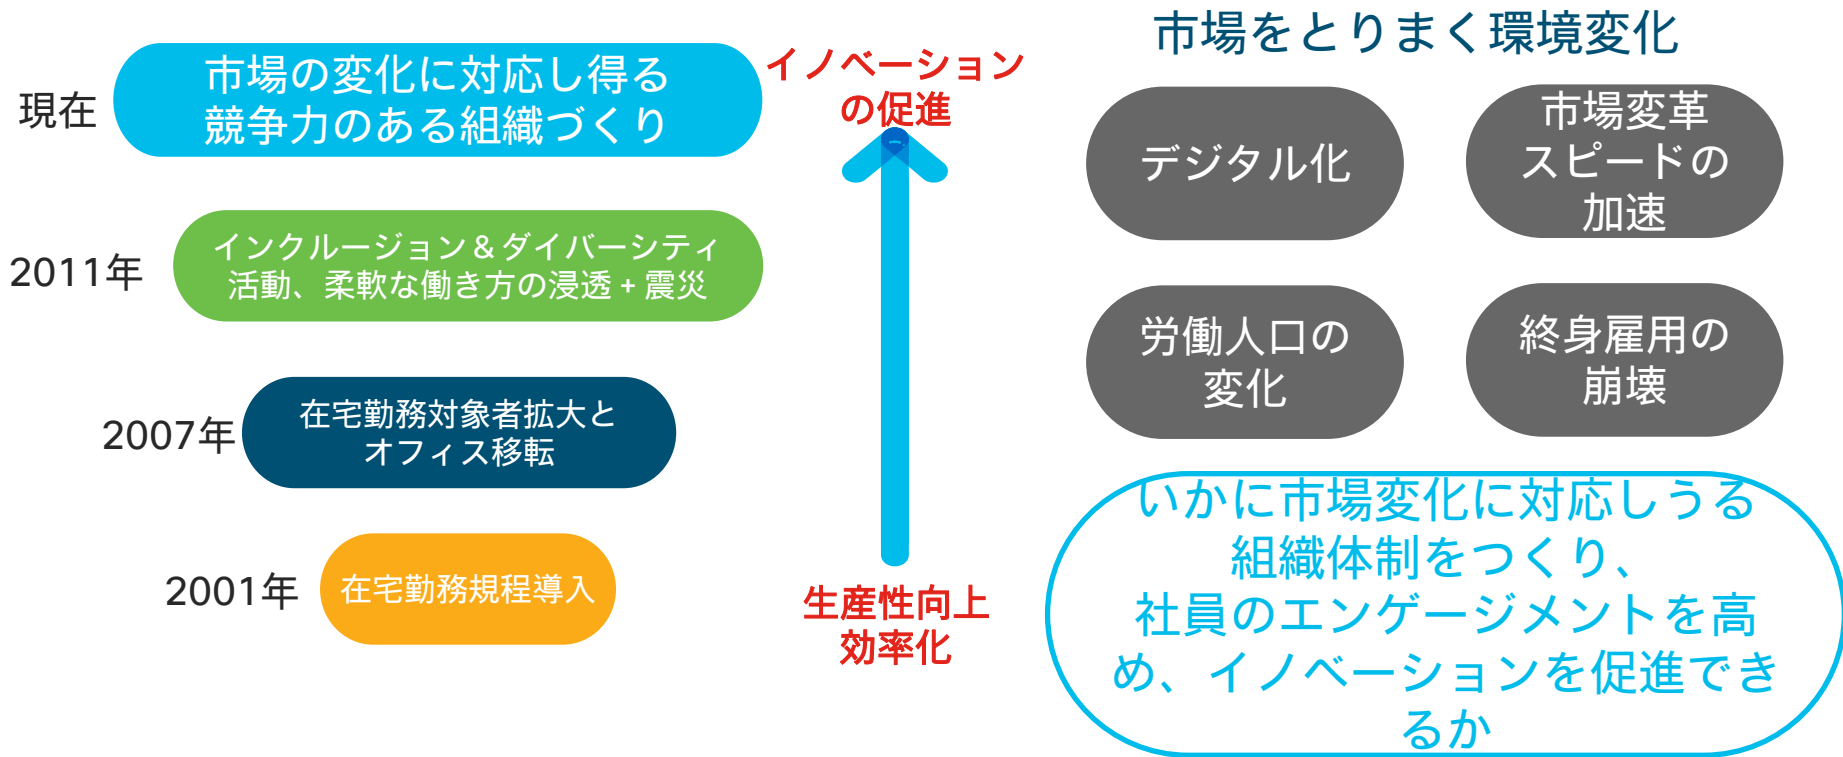 現在
市場の変化に対応し得る
競争力のある組織づくり
2011年
インクルージョン&ダイバーシティ
活動、柔軟な働き方の浸透 + 震災
2007年
在宅勤務対象者拡大と
オフィス移転
2001年
在宅勤務規程導入
イノベーション
の促進
生産性向上
効率化
市場をとりまく環境変化
デジタル化
市場変革
スピードの
加速
労働人口の
変化
終身雇用の
崩壊
いかに市場変化に対応しうる
組織体制をつくり、
社員のエンゲージメントを高
め、イノベーションを促進でき
るか